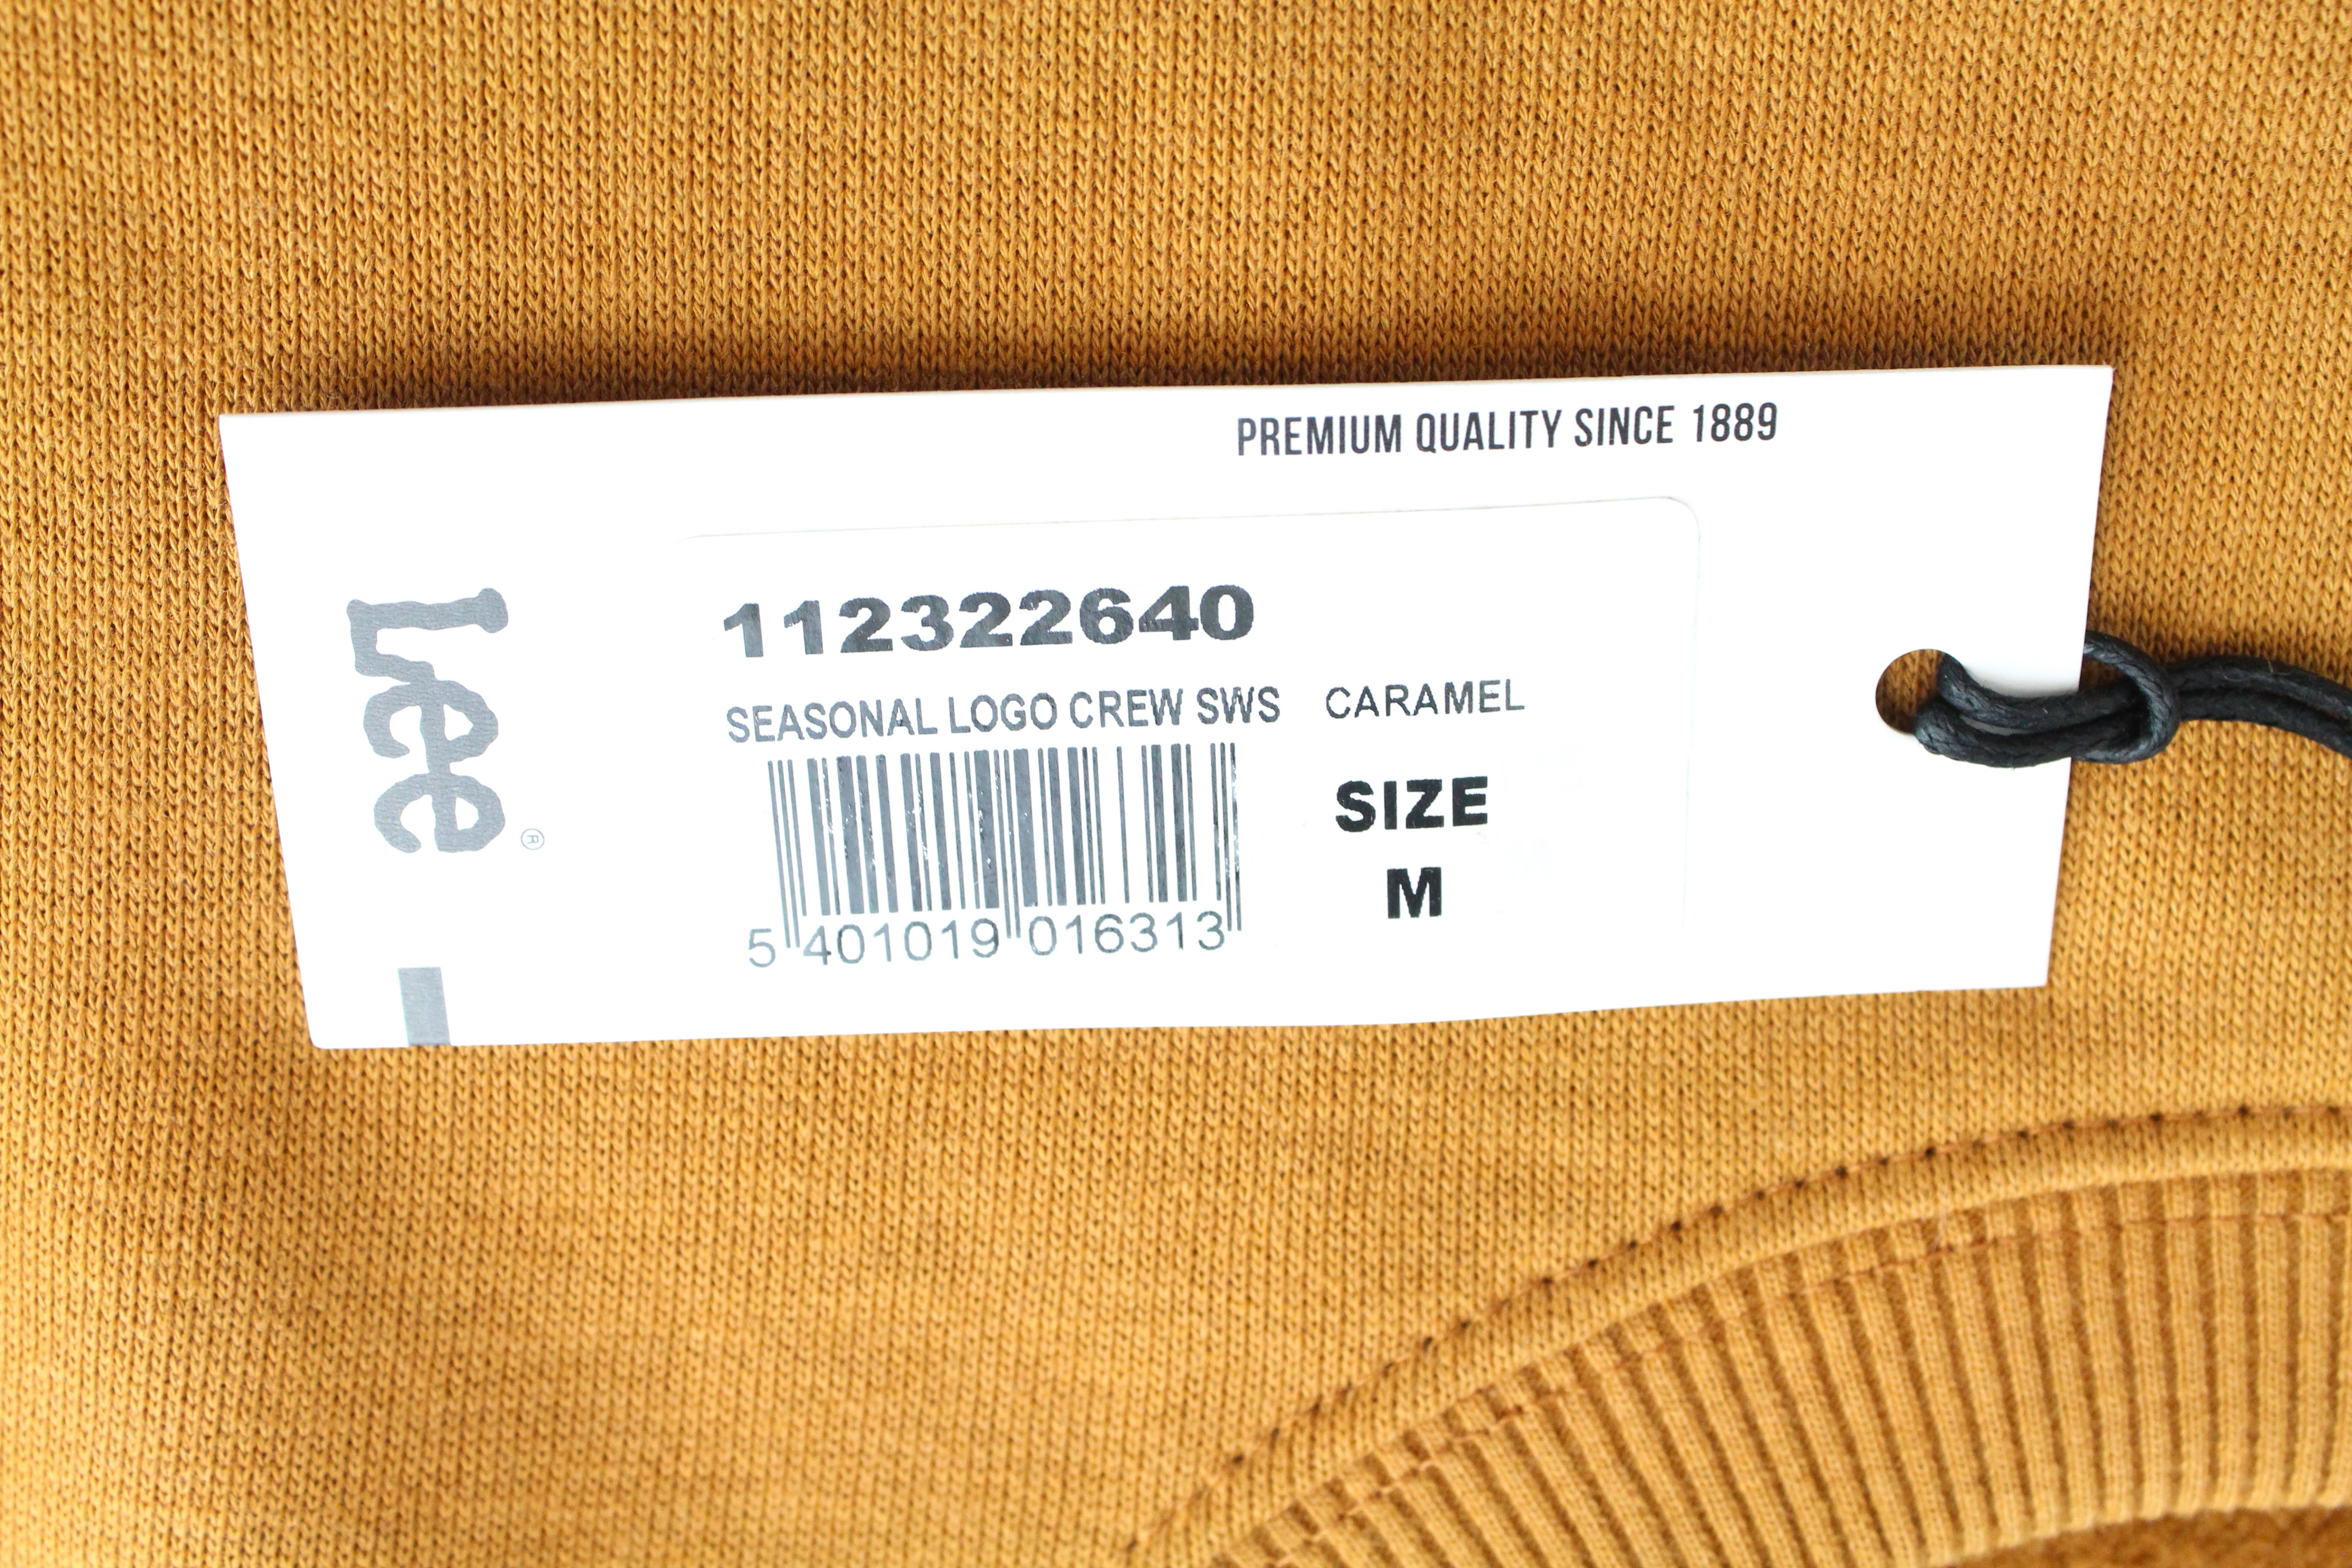 PREMIUM QUALITY SINCE 1889
Lee®
112322640
SEASONAL LOGO CREW SWS CARAMEL
SIZE
M
5 401019 016313